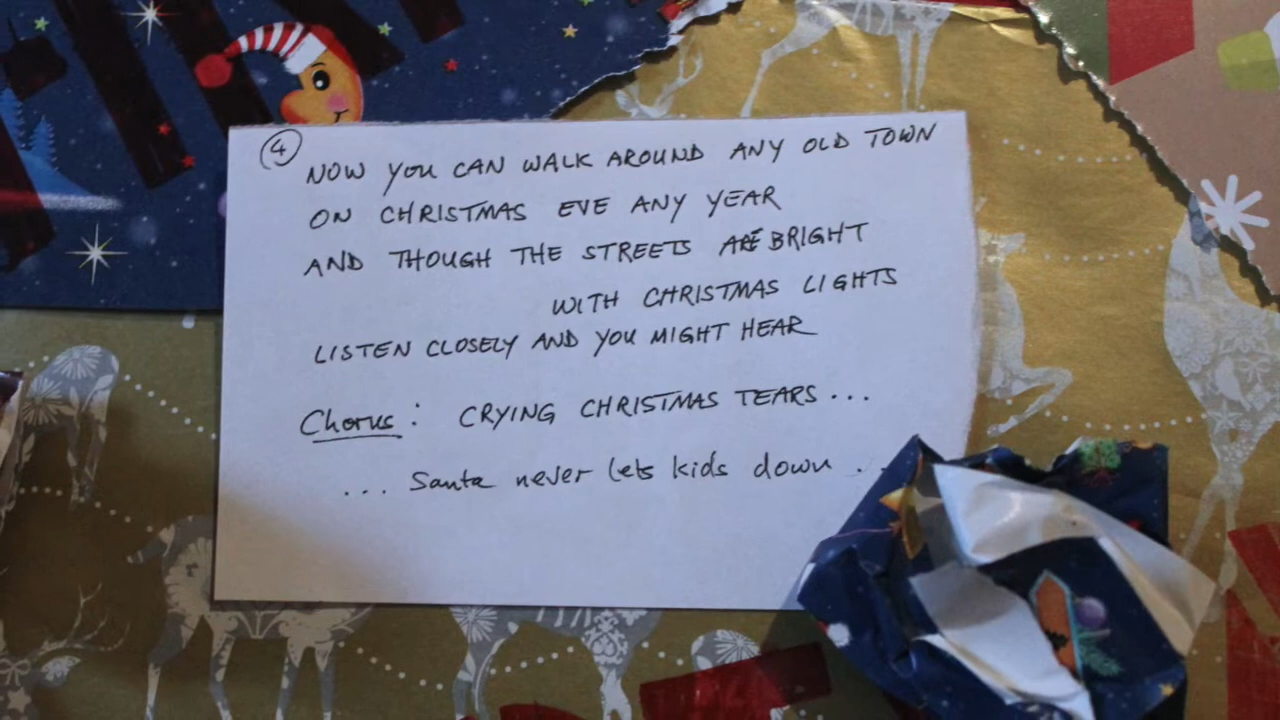 4 NOW YOU CAN WALK AROUND ANY OLD TOWN
ON CHRISTMAS EVE ANY YEAR
AND THOUGH THE STREETS ARE BRIGHT
WITH CHRISTMAS LIGHTS
LISTEN CLOSELY AND YOU MIGHT HEAR
Chorus: CRYING CHRISTMAS TEARS...
... Santa never lets kids down ..